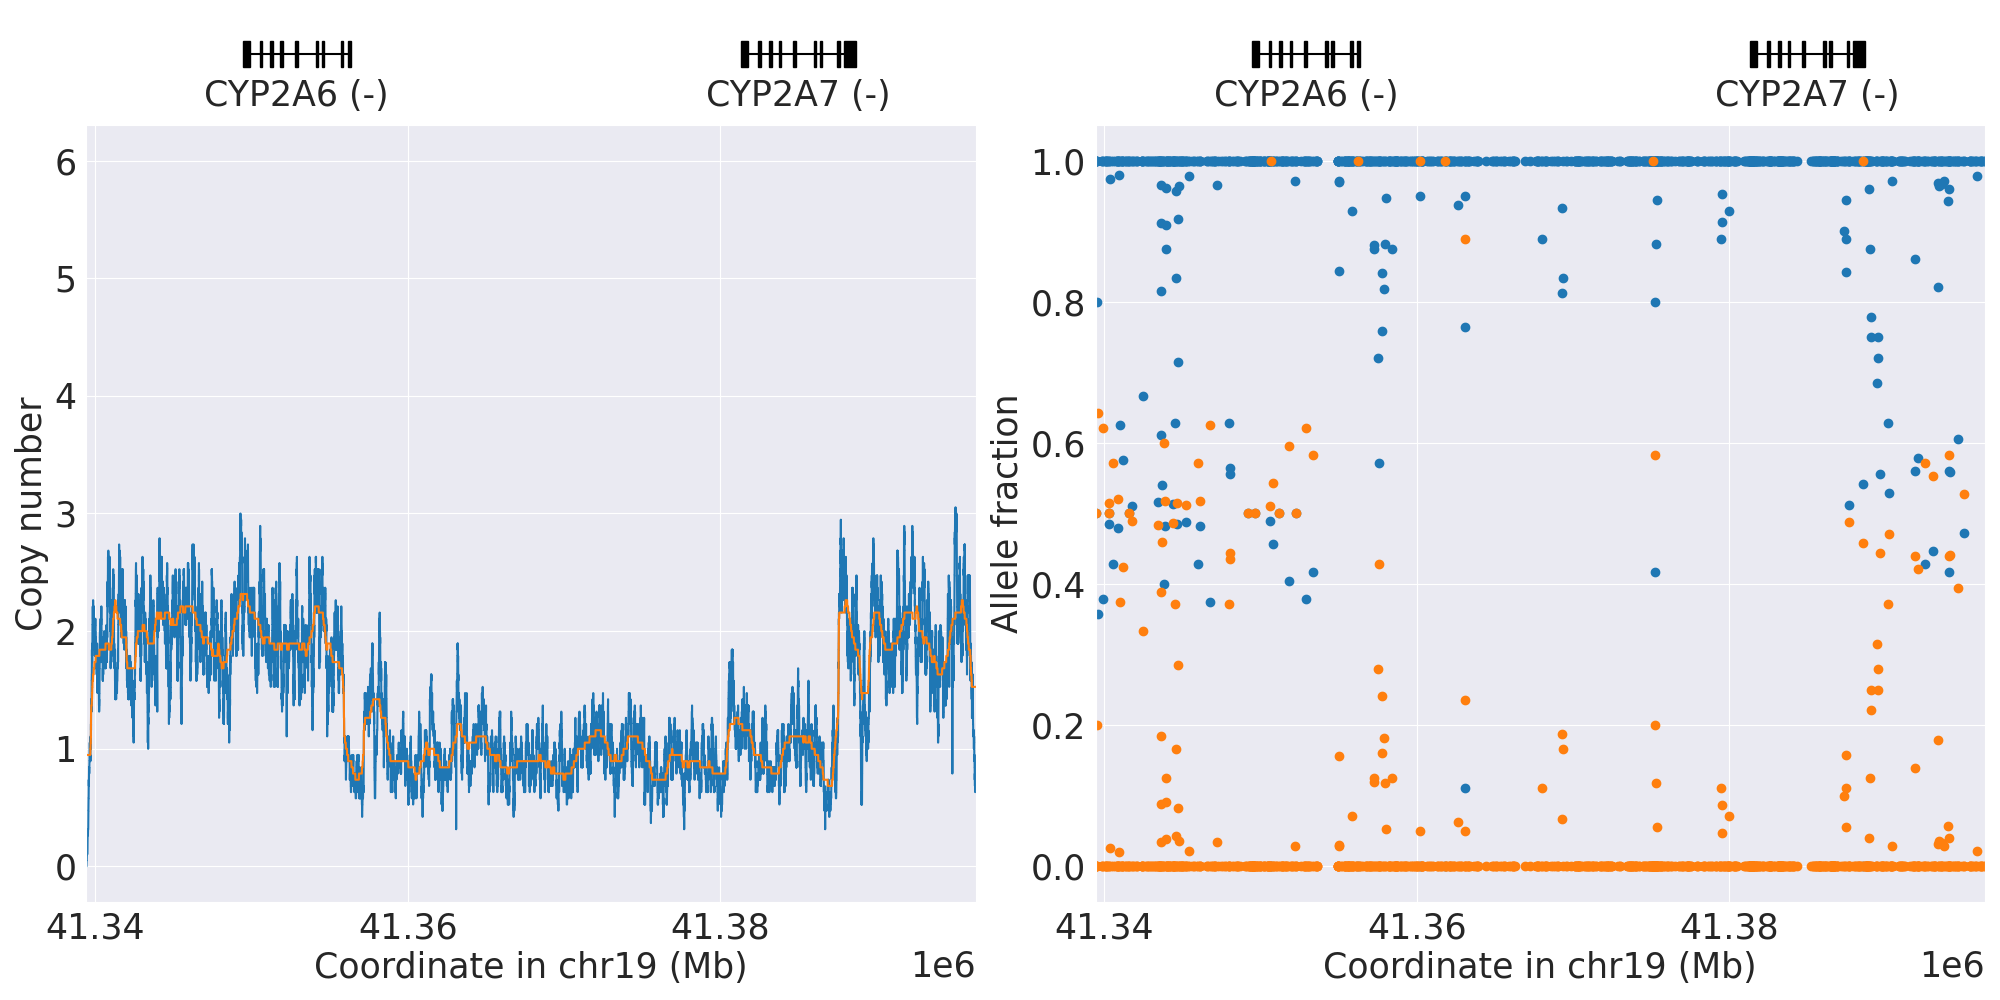 CYP2A6 (-) CYP2A7 (-)
6
5
4
3
2
1
0
Copy number
41.34 41.36 41.38
Coordinate in chr19 (Mb) 1e6
CYP2A6 (-) CYP2A7 (-)
1.0
0.8
0.6
0.4
0.2
0.0
Allele fraction
41.34 41.36 41.38
Coordinate in chr19 (Mb) 1e6